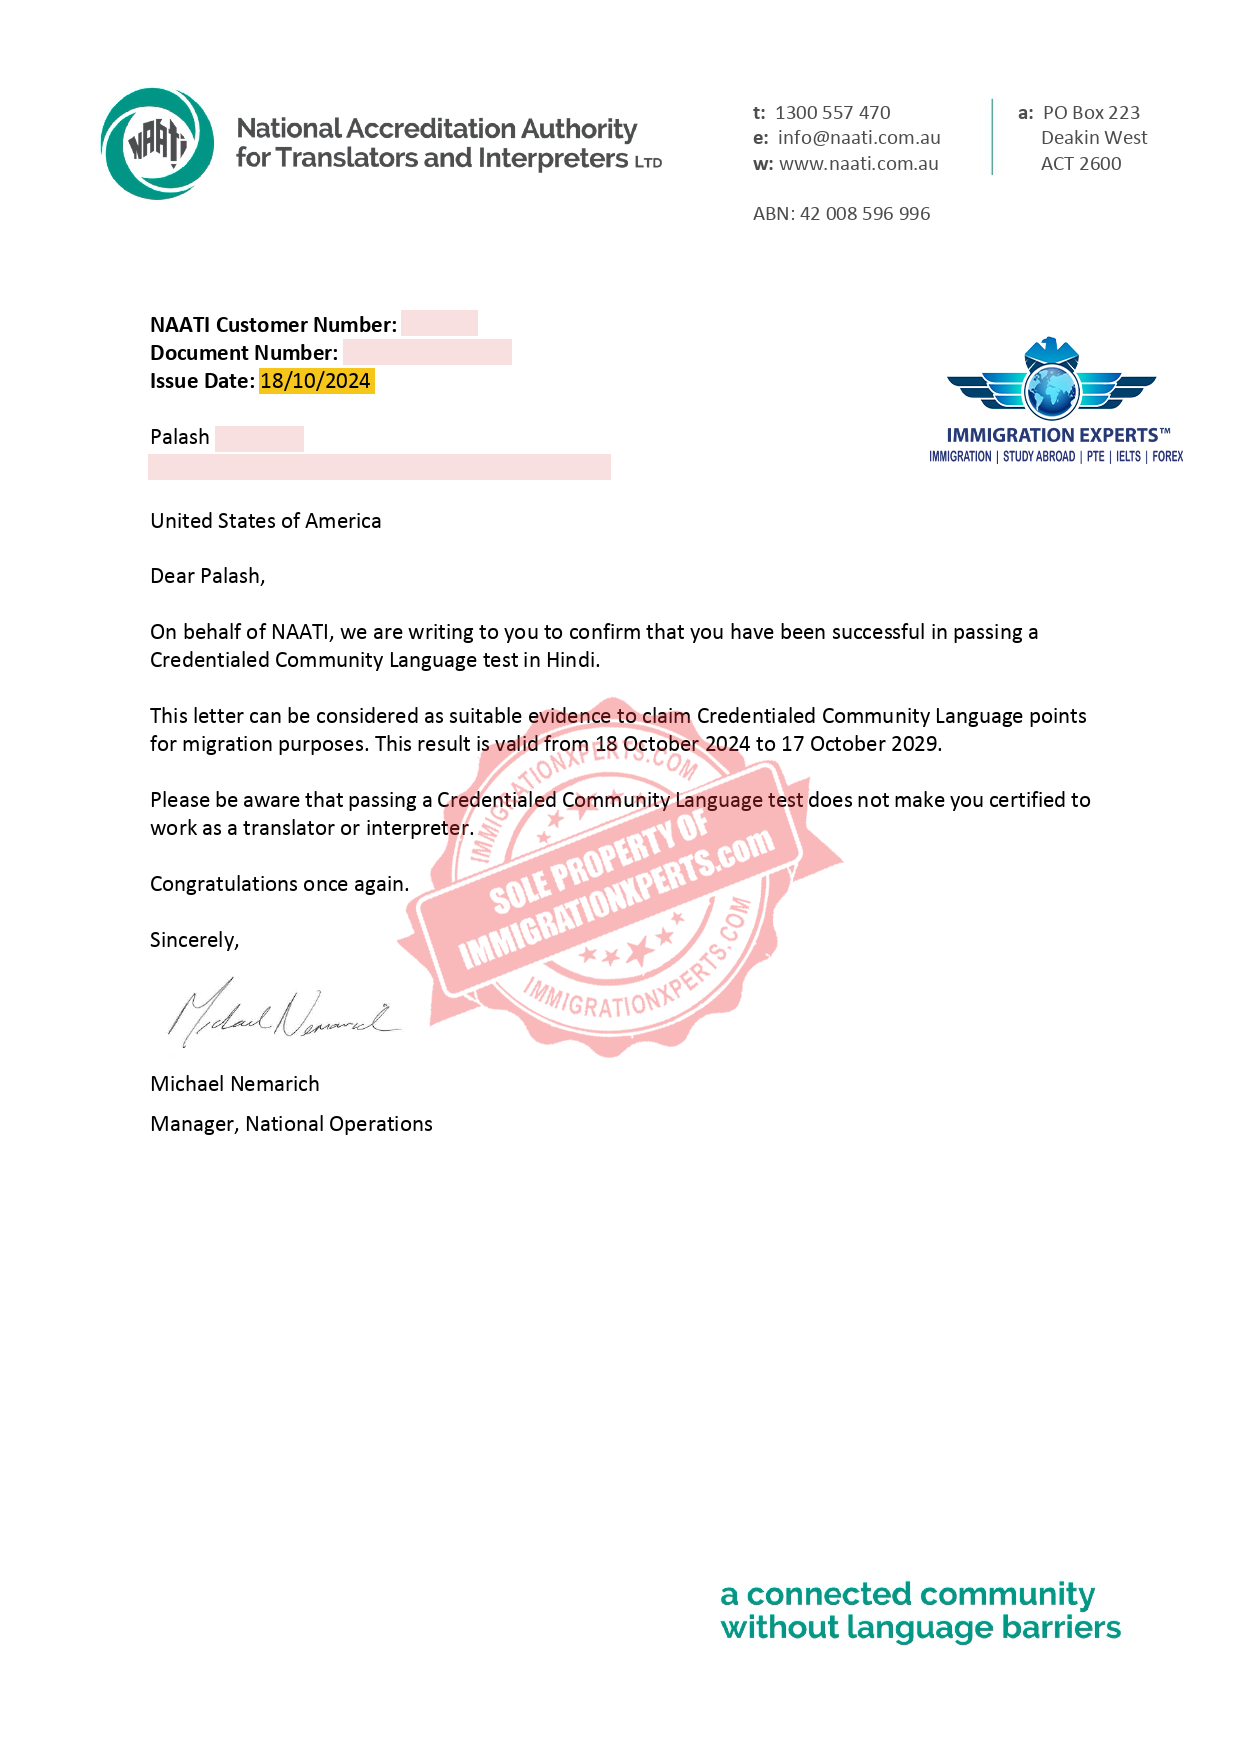 NAATI
National Accreditation Authority
for Translators and Interpreters LTD
t: 1300 557 470
e: info@naati.com.au
w: www.naati.com.au
ABN: 42 008 596 996
a: PO Box 223
Deakin West
ACT 2600
NAATI Customer Number:
Document Number:
Issue Date: 18/10/2024
IMMIGRATION EXPERTS™
IMMIGRATION | STUDY ABROAD | PTE | IELTS | FOREX
Palash
United States of America
Dear Palash,
On behalf of NAATI, we are writing to you to confirm that you have been successful in passing a
Credentialed Community Language test in Hindi.
This letter can be considered as suitable evidence to claim Credentialed Community Language points
for migration purposes. This result is valid from 18 October 2024 to 17 October 2029.
Please be aware that passing a Credentialed Community Language test does not make you certified to
work as a translator or interpreter.
IMMIGRATIONXPERTS.COM
SOLE PROPERTY OF
IMMIGRATIONXPERTS.com
IMMIGRATIONXPERTS.COM
Congratulations once again.
Sincerely,
Michael Nemarich
Michael Nemarich
Manager, National Operations
a connected community
without language barriers